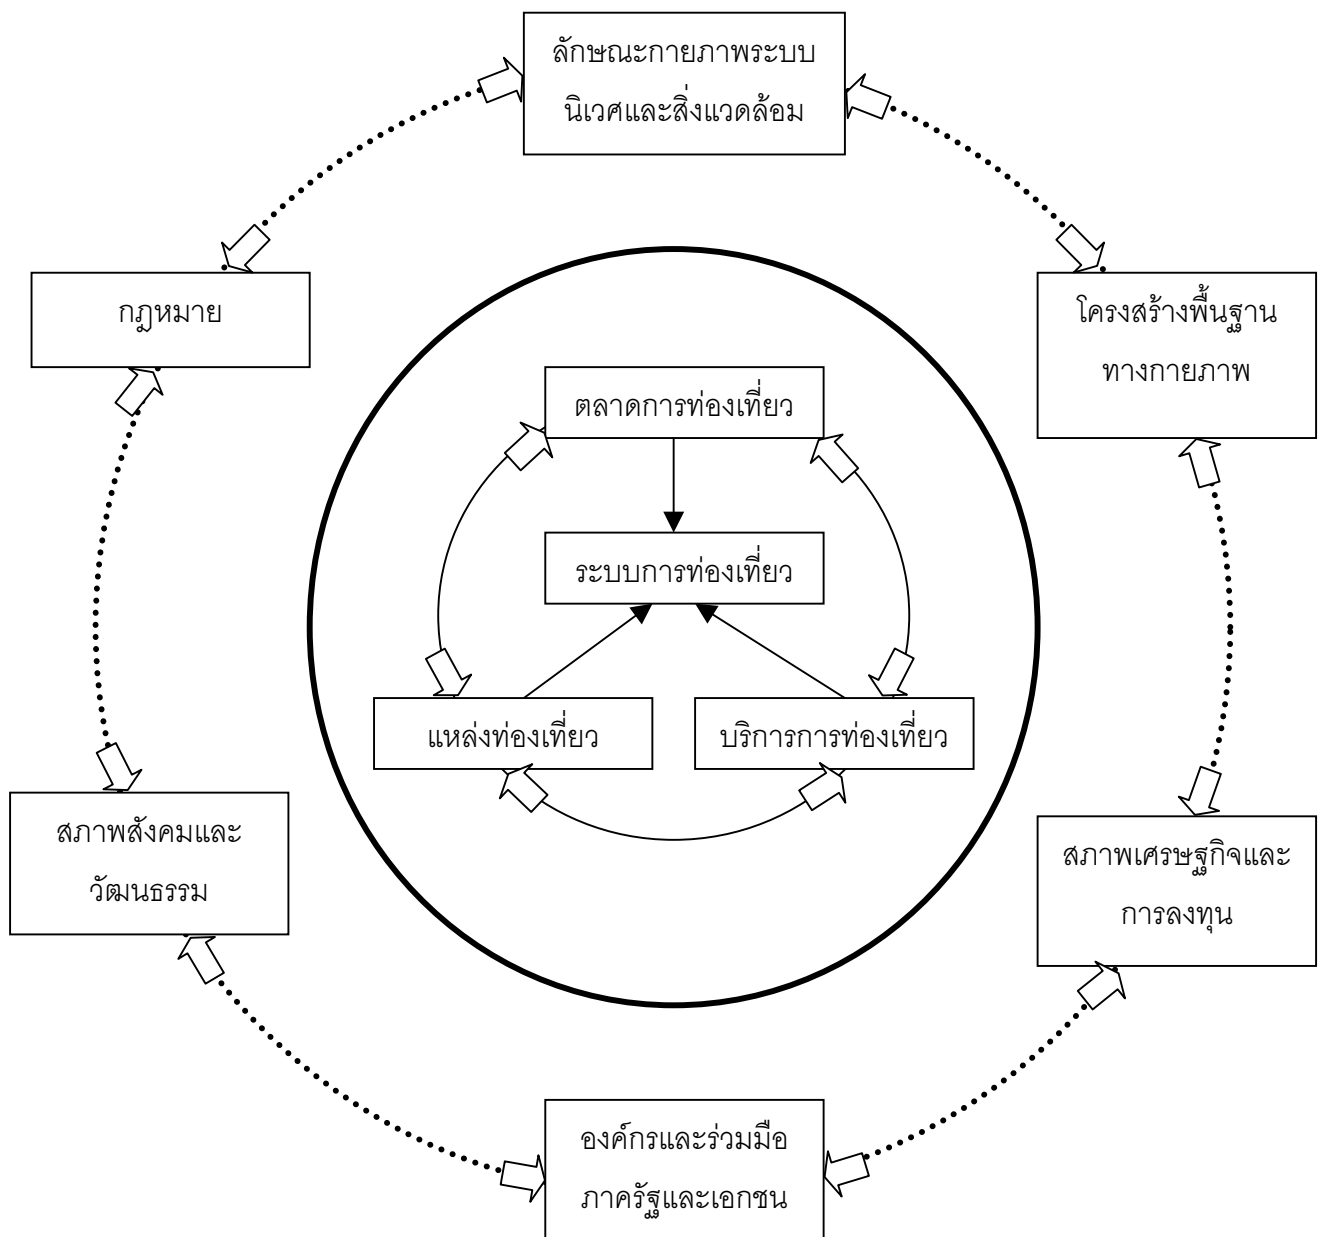 ลักษณะกายภาพระบบ
นิเวศและสิ่งแวดล้อม
กฎหมาย
โครงสร้างพื้นฐาน
ทางกายภาพ
ตลาดการท่องเที่ยว
ระบบการท่องเที่ยว
แหล่งท่องเที่ยว
บริการการท่องเที่ยว
สภาพสังคมและ
วัฒนธรรม
สภาพเศรษฐกิจและ
การลงทุน
องค์กรและร่วมมือ
ภาครัฐและเอกชน